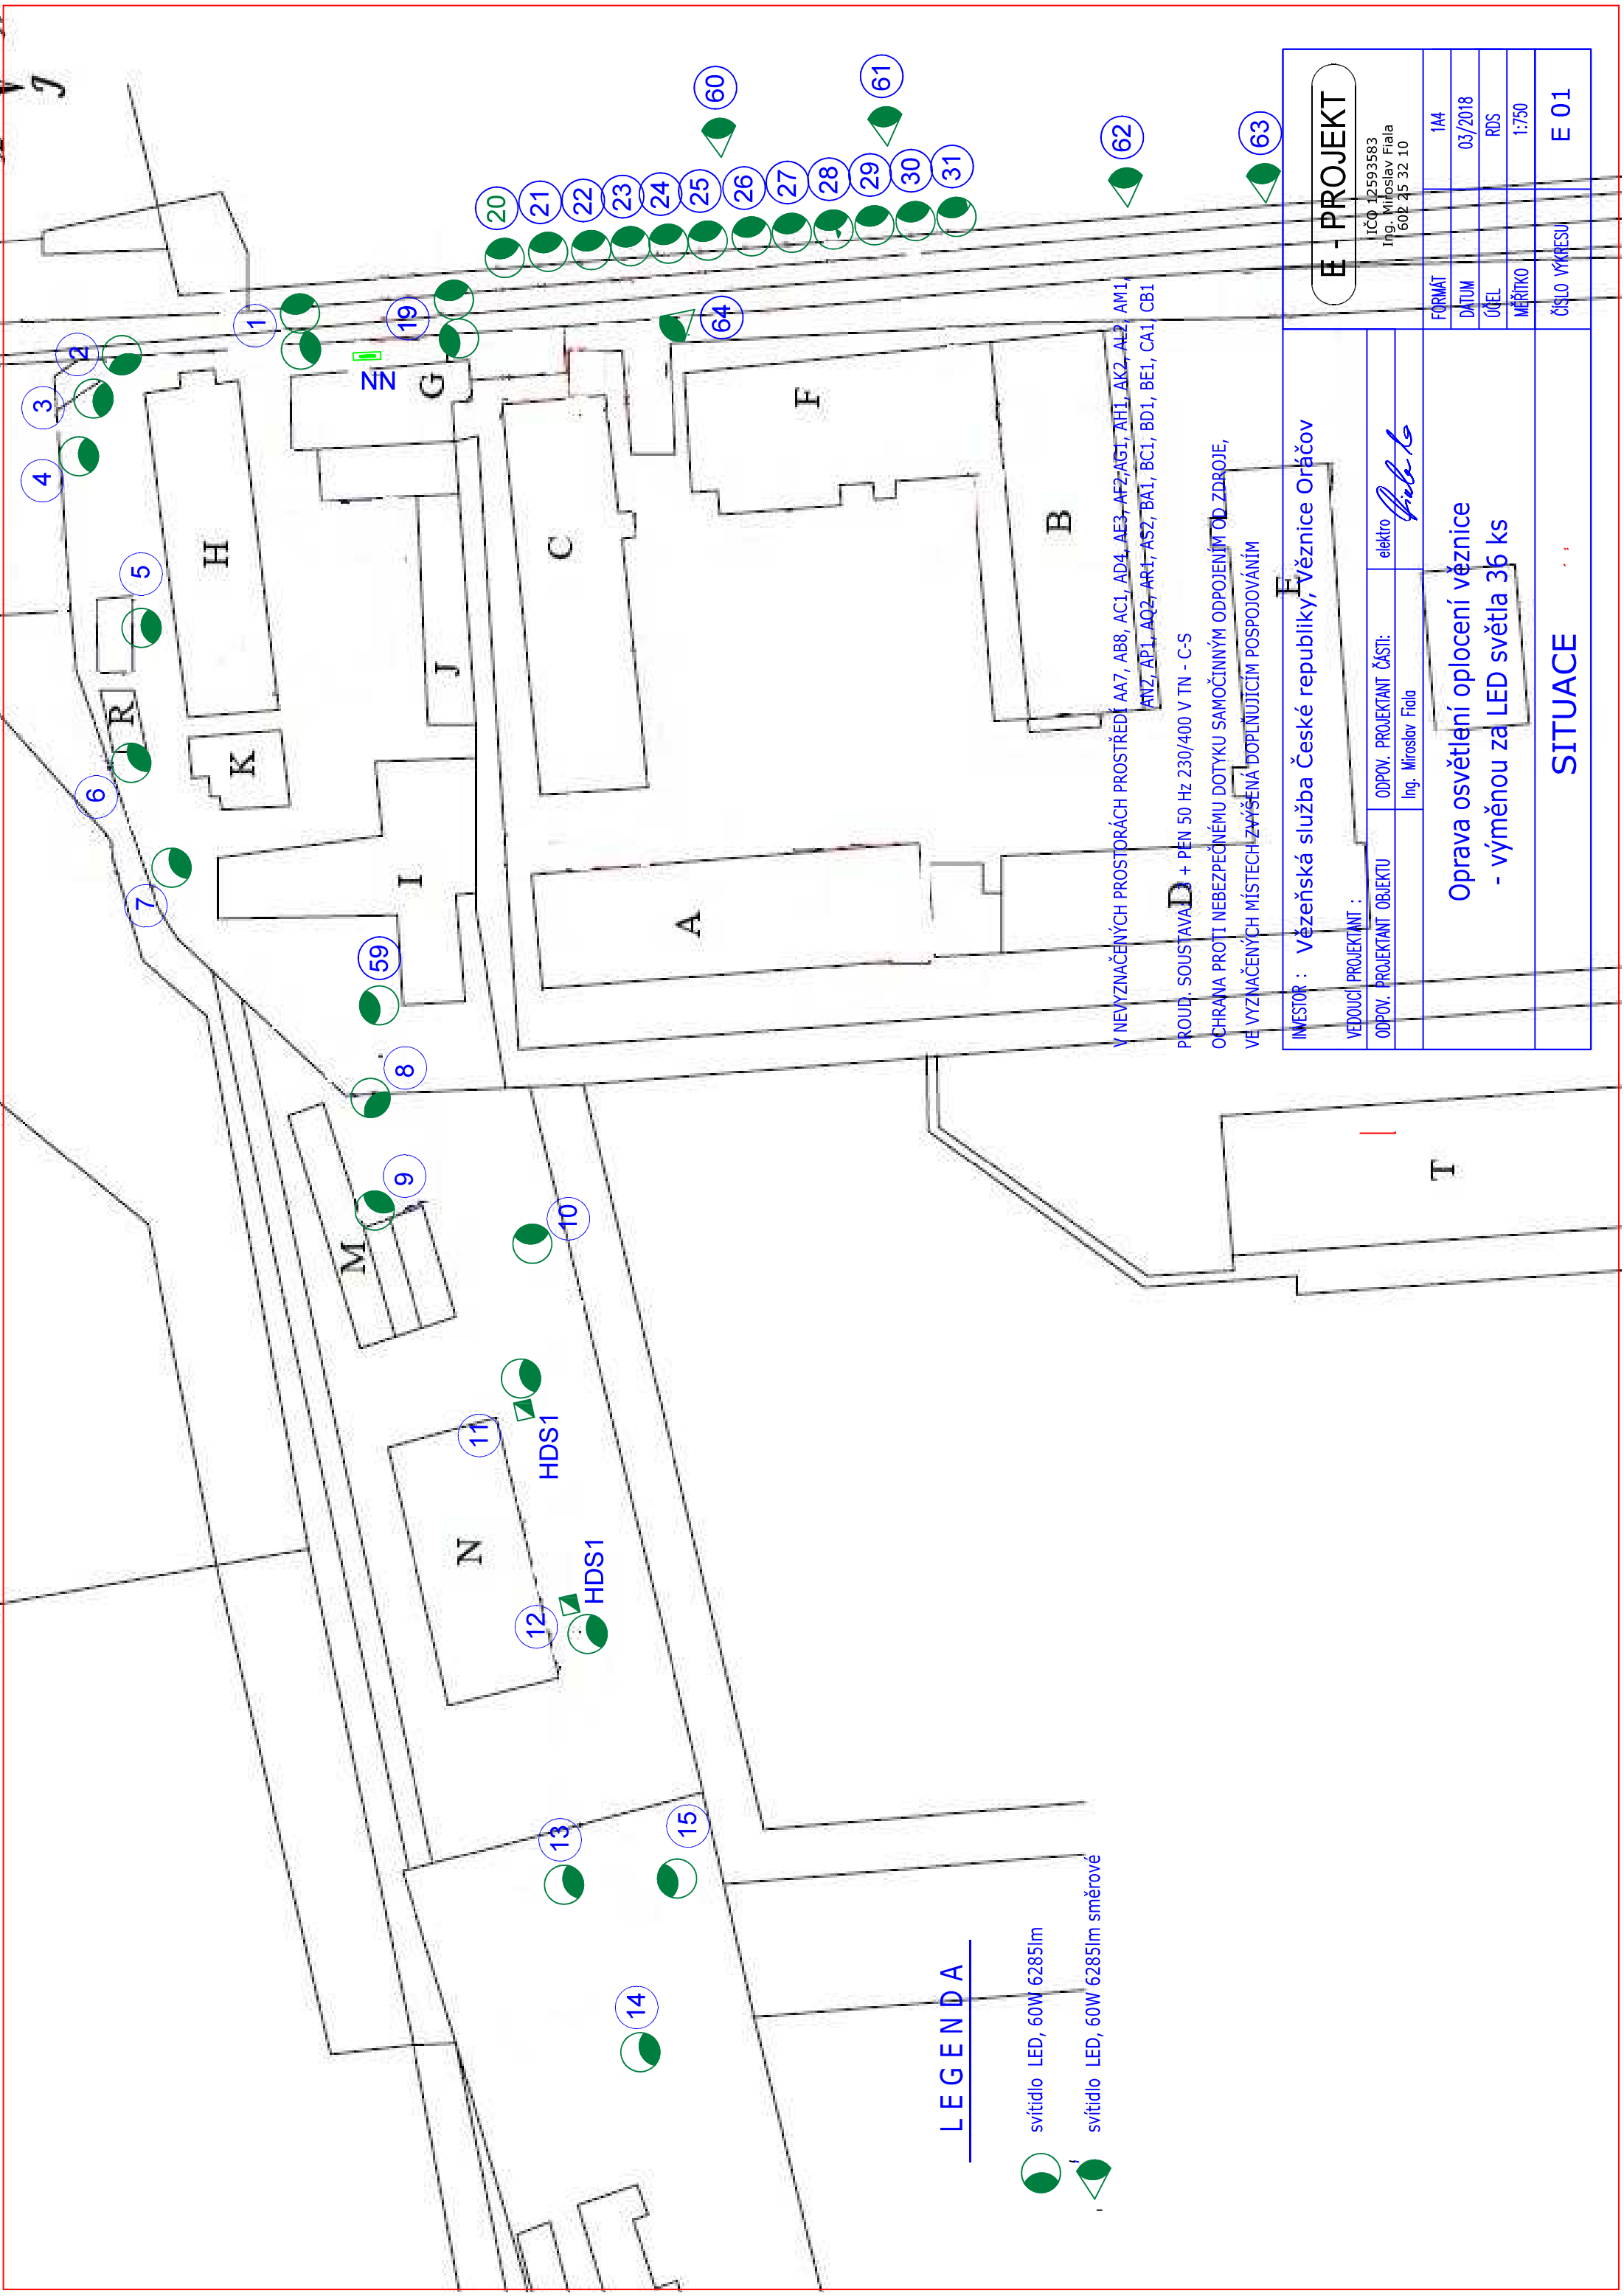 J
1
2
3
4
5
6
7
59
8
9
10
11
12
13
14
15
19
20
21
22
23
24
25
26
27
28
29
30
31
60
61
62
63
64
NN
HDS1
HDS1
H
R
K
G
J
I
C
F
A
B
D
E
M
N
T
LEGENDA
svítidlo LED, 60W 6285lm
svítidlo LED, 60W 6285lm směrové
V NEVYZNAČENÝCH PROSTORÁCH PROSTŘEDÍ AA7, AB8, AC1, AD4, AE3, AF2,AG1, AH1, AK2, AL2, AM1,
AN2, AP1, AQ2, AR1, AS2, BA1, BC1, BD1, BE1, CA1, CB1
PROUD. SOUSTAVA: 3 + PEN 50 Hz 230/400 V TN - C-S
OCHRANA PROTI NEBEZPEČNÉMU DOTYKU SAMOČINNÝM ODPOJENÍM OD ZDROJE,
VE VYZNAČENÝCH MÍSTECH ZVÝŠENÁ DOPLŇUJÍCÍM POSPOJOVÁNÍM
INVESTOR : Vězeňská služba České republiky, Věznice Oráčov
E - PROJEKT
IČO 12593583
Ing. Miroslav Fiala
602 215 32 10
VEDOUCÍ PROJEKTANT :
ODPOV. PROJEKTANT OBJEKTU
ODPOV. PROJEKTANT ČÁSTI:
elektro
Ing. Miroslav Fiala
Oprava osvětlení oplocení věznice
- výměnou za LED světla 36 ks
FORMÁT 1A4
DATUM 03/2018
ÚČEL RDS
MĚŘÍTKO 1:750
SITUACE
ČÍSLO VÝKRESU
E 01